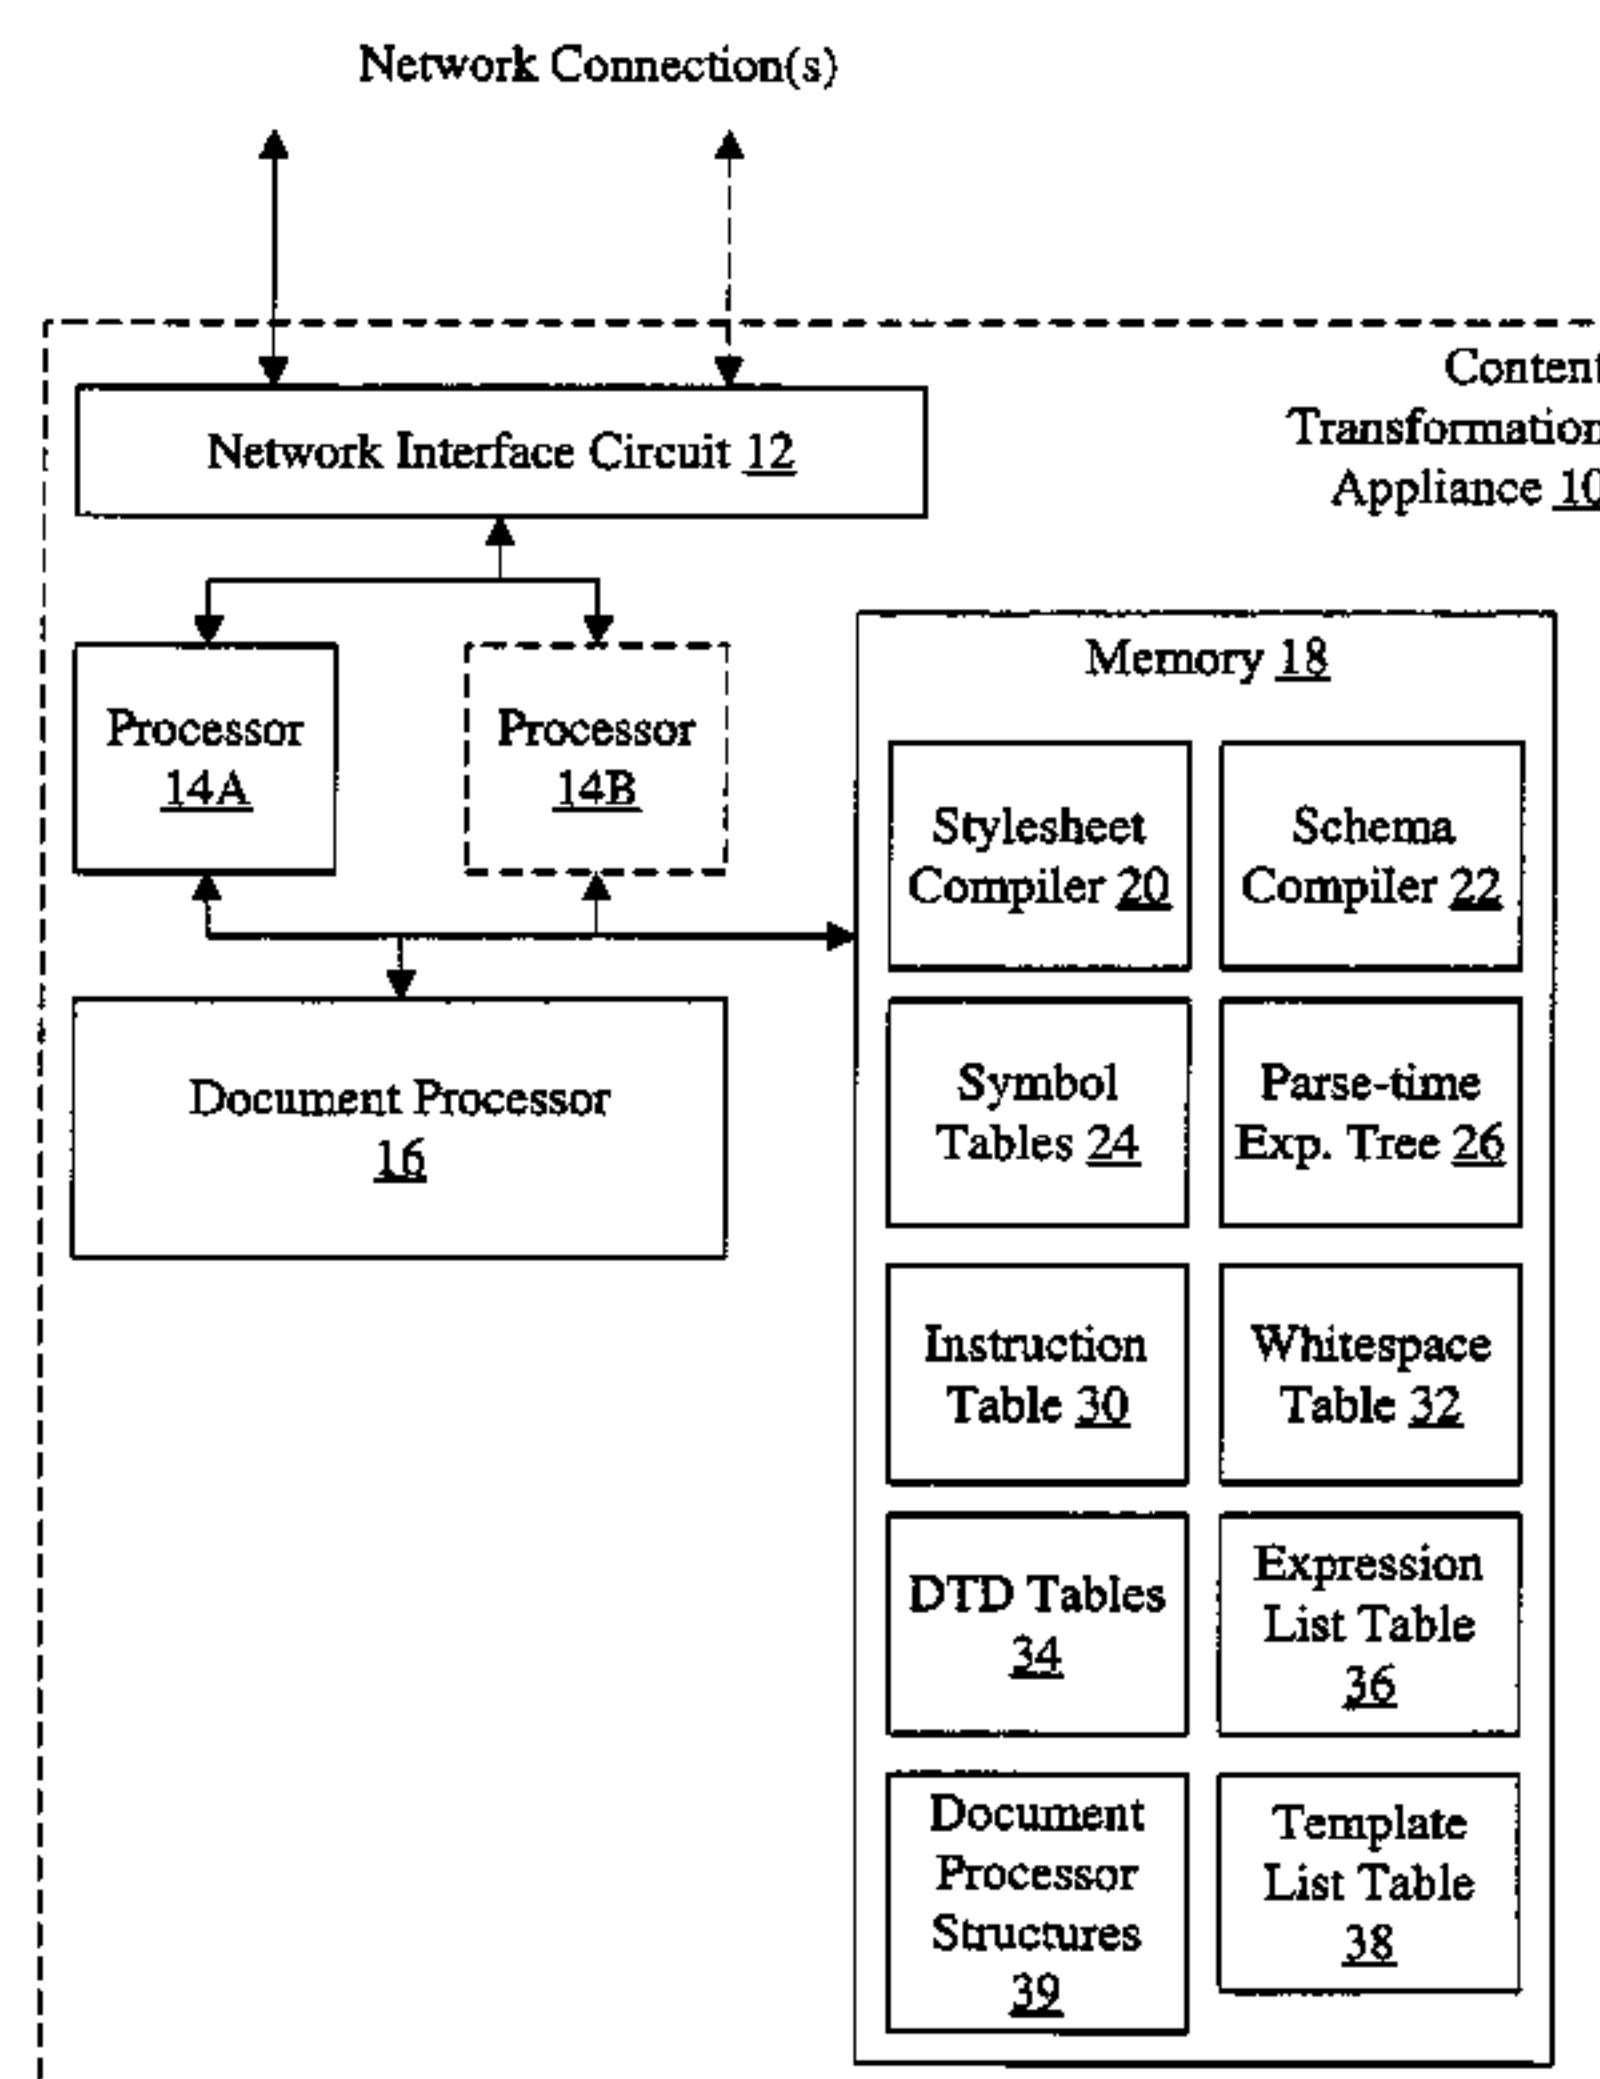 Network Connection(s)
Content
Transformation
Appliance 10
Network Interface Circuit 12
Processor
14A
Processor
14B
Document Processor
16
Memory 18
Stylesheet
Compiler 20
Schema
Compiler 22
Symbol
Tables 24
Parse-time
Exp. Tree 26
Instruction
Table 30
Whitespace
Table 32
DTD Tables
34
Expression
List Table
36
Document
Processor
Structures
39
Template
List Table
38